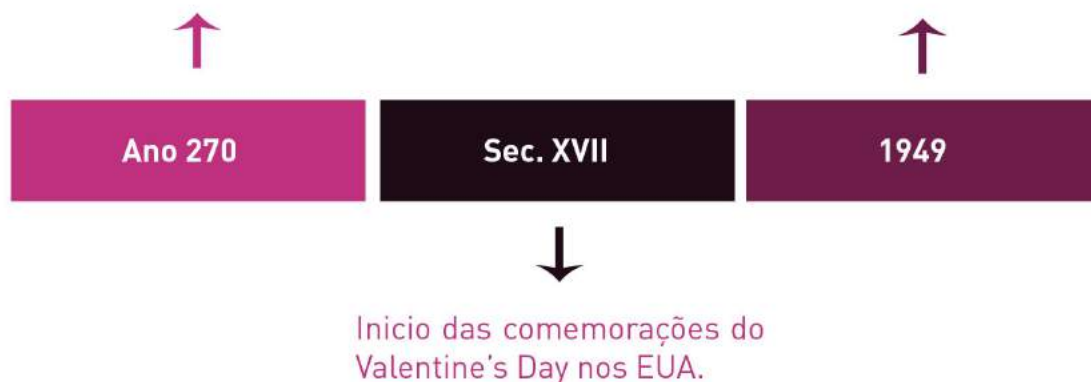 Ano 270
Sec. XVII
1949
Inicio das comemorações do
Valentine's Day nos EUA.